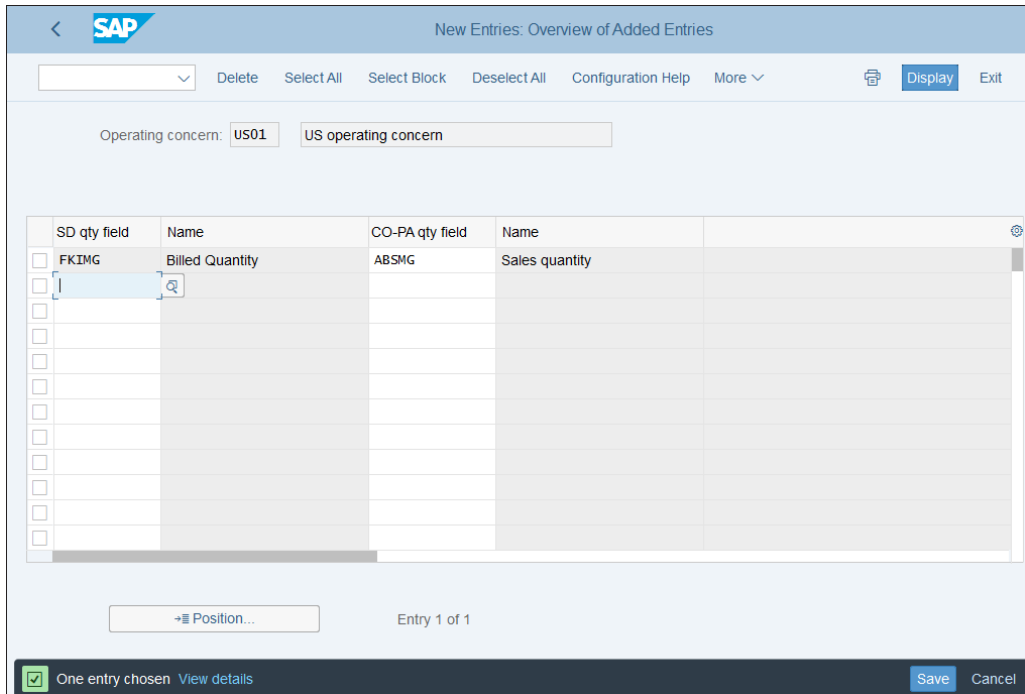 SAP New Entries: Overview of Added Entries
Delete Select All Select Block Deselect All Configuration Help More Display Exit
Operating concern: US01 US operating concern
SD qty field Name CO-PA qty field Name
FKIMG Billed Quantity ABSMG Sales quantity
Position... Entry 1 of 1
One entry chosen View details Save Cancel